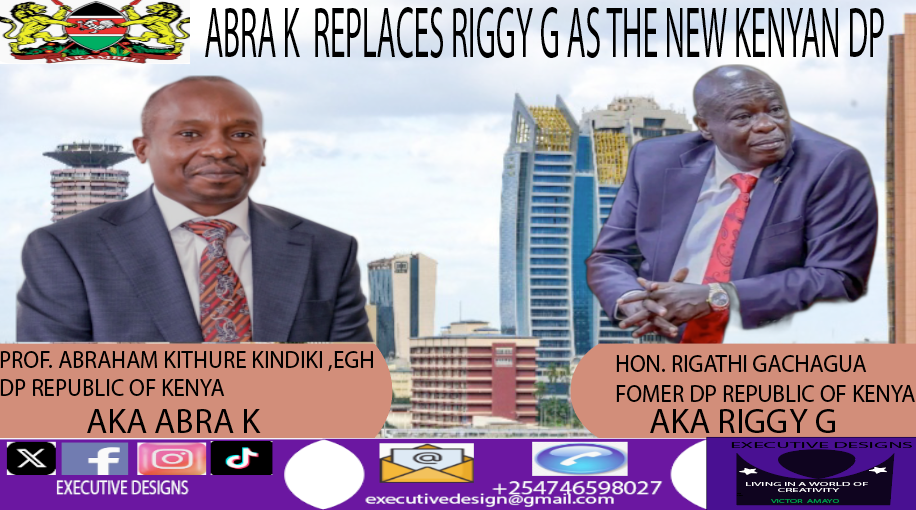 HARAMBEE
ABRA K REPLACES RIGGY G AS THE NEW KENYAN DP
PROF. ABRAHAM KITHURE KINDIKI ,EGH
DP REPUBLIC OF KENYA
AKA ABRA K
HON. RIGATHI GACHAGUA
FOMER DP REPUBLIC OF KENYA
AKA RIGGY G
EXECUTIVE DESIGNS
+254746598027
executivedesign@gmail.com
EXECUTIVE DESIGNS
LIVING IN A WORLD OF
CREATIVITY
VICTOR AMAYO